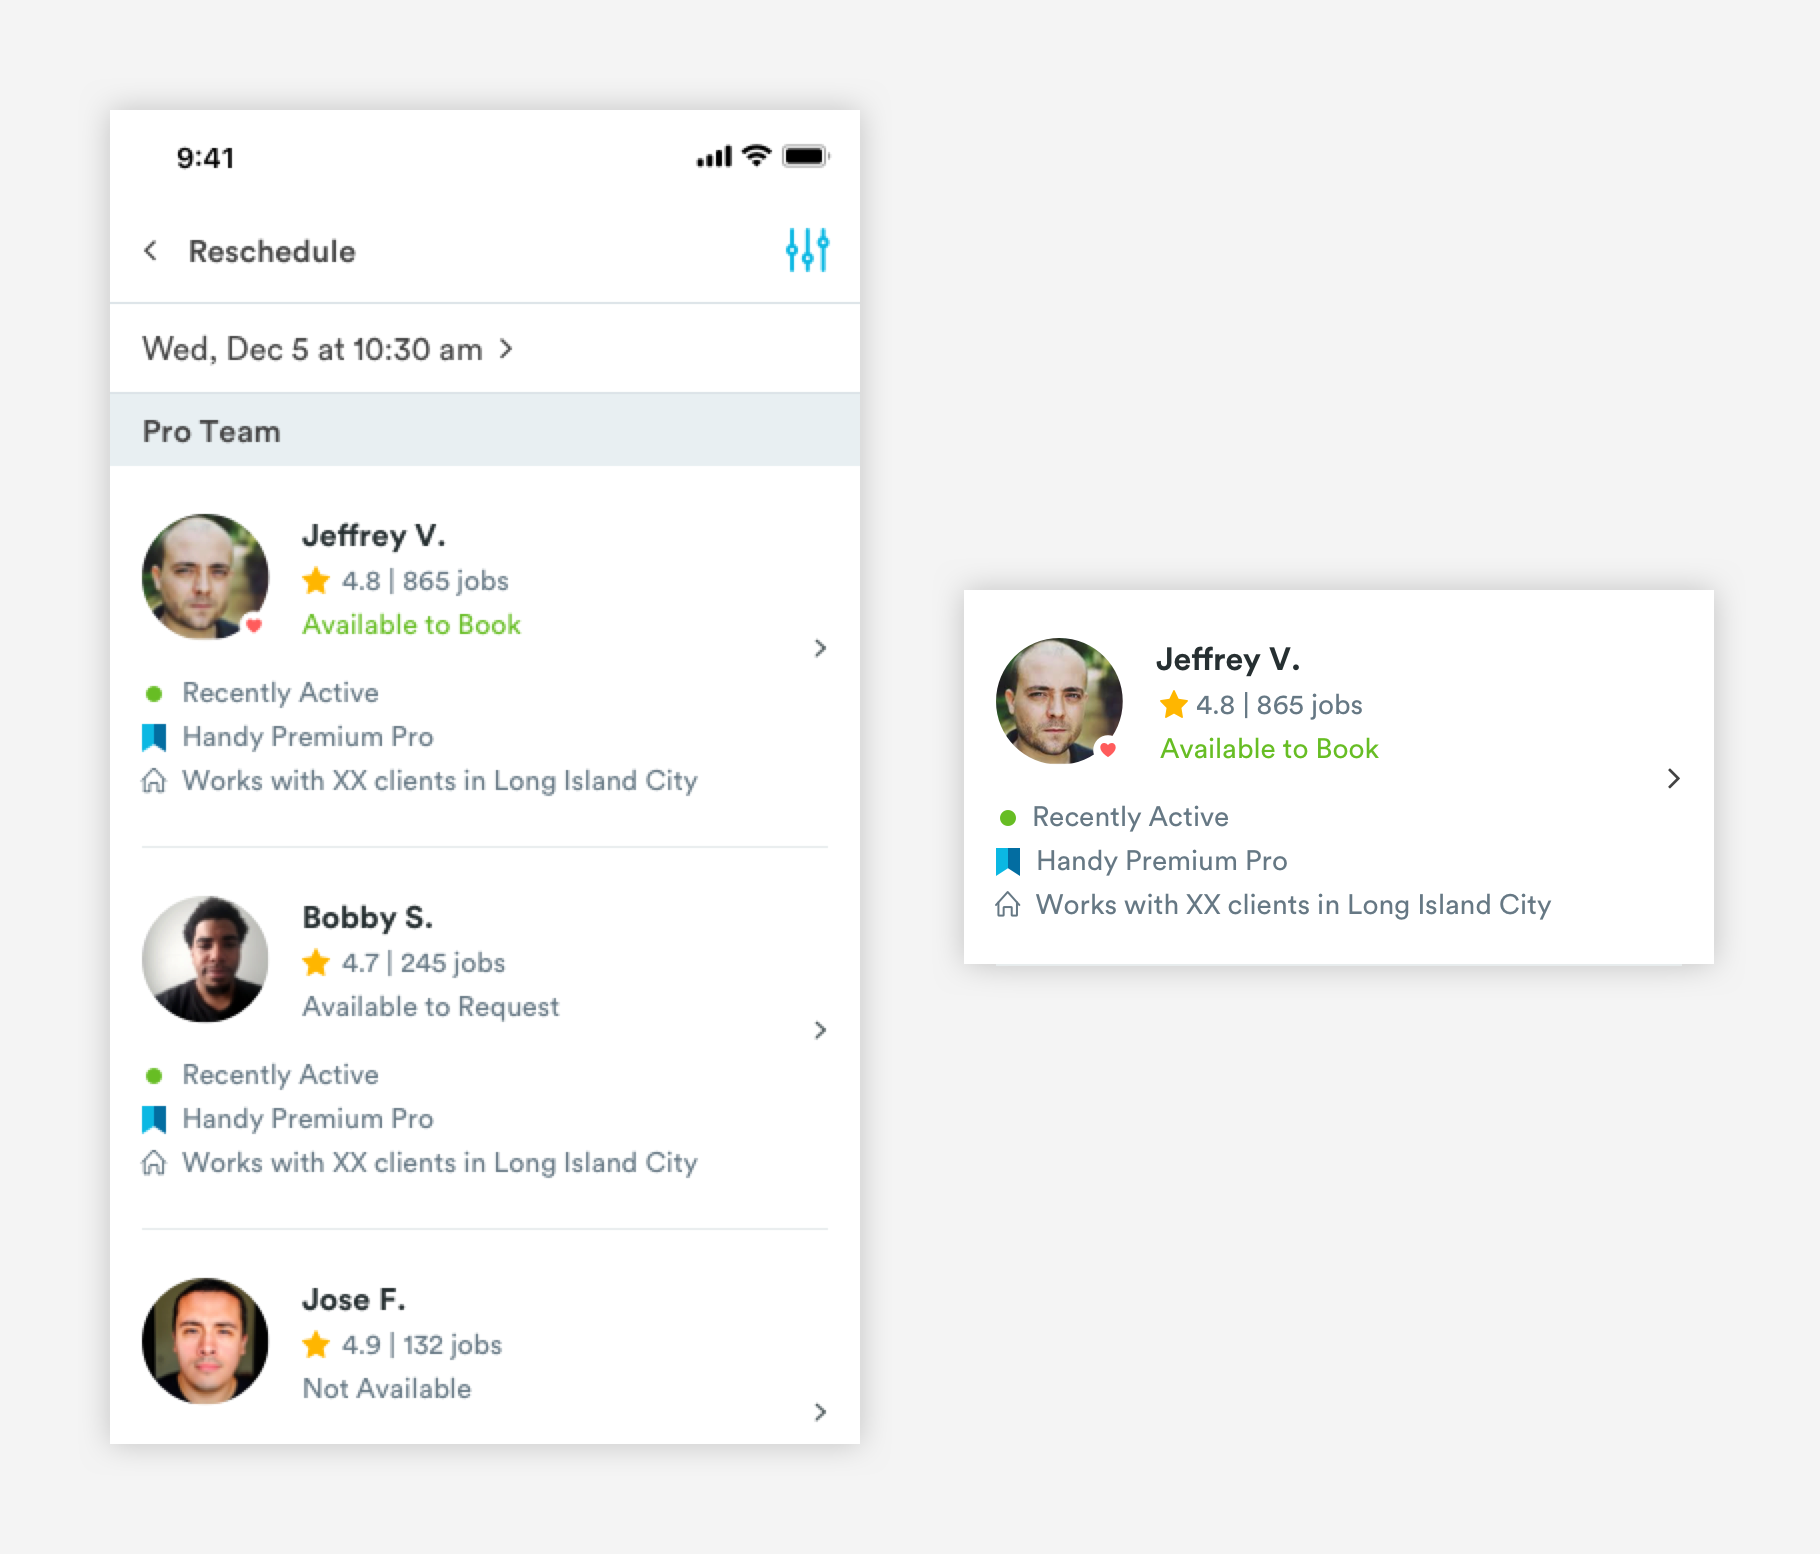 9:41
Reschedule
Wed, Dec 5 at 10:30 am
Pro Team
Jeffrey V.
4.8 | 865 jobs
Available to Book
Recently Active
Handy Premium Pro
Works with XX clients in Long Island City
Bobby S.
4.7 | 245 jobs
Available to Request
Recently Active
Handy Premium Pro
Works with XX clients in Long Island City
Jose F.
4.9 | 132 jobs
Not Available
Jeffrey V.
4.8 | 865 jobs
Available to Book
Recently Active
Handy Premium Pro
Works with XX clients in Long Island City